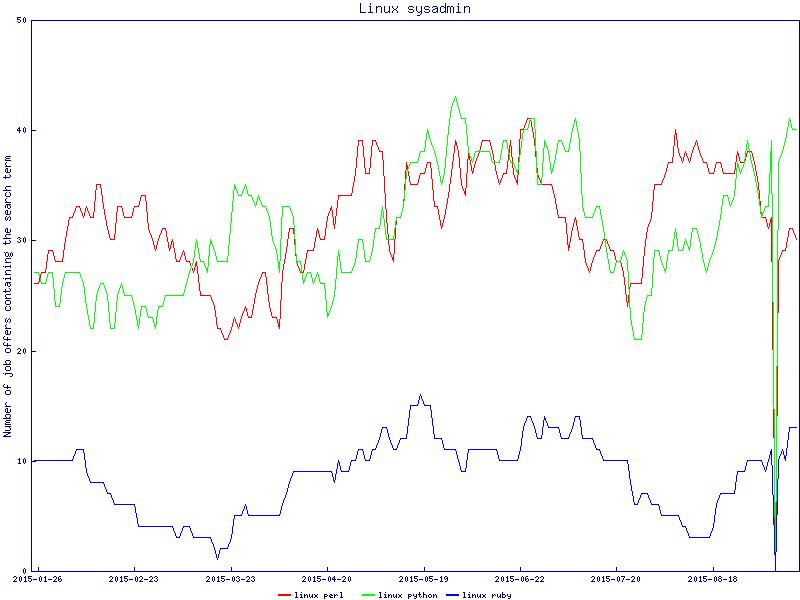 Linux sysadmin
Number of job offers containing the search term
50
40
30
20
10
0
2015-01-26 2015-02-23 2015-03-23 2015-04-20 2015-05-19 2015-06-22 2015-07-20 2015-08-18
linux perl linux python linux ruby